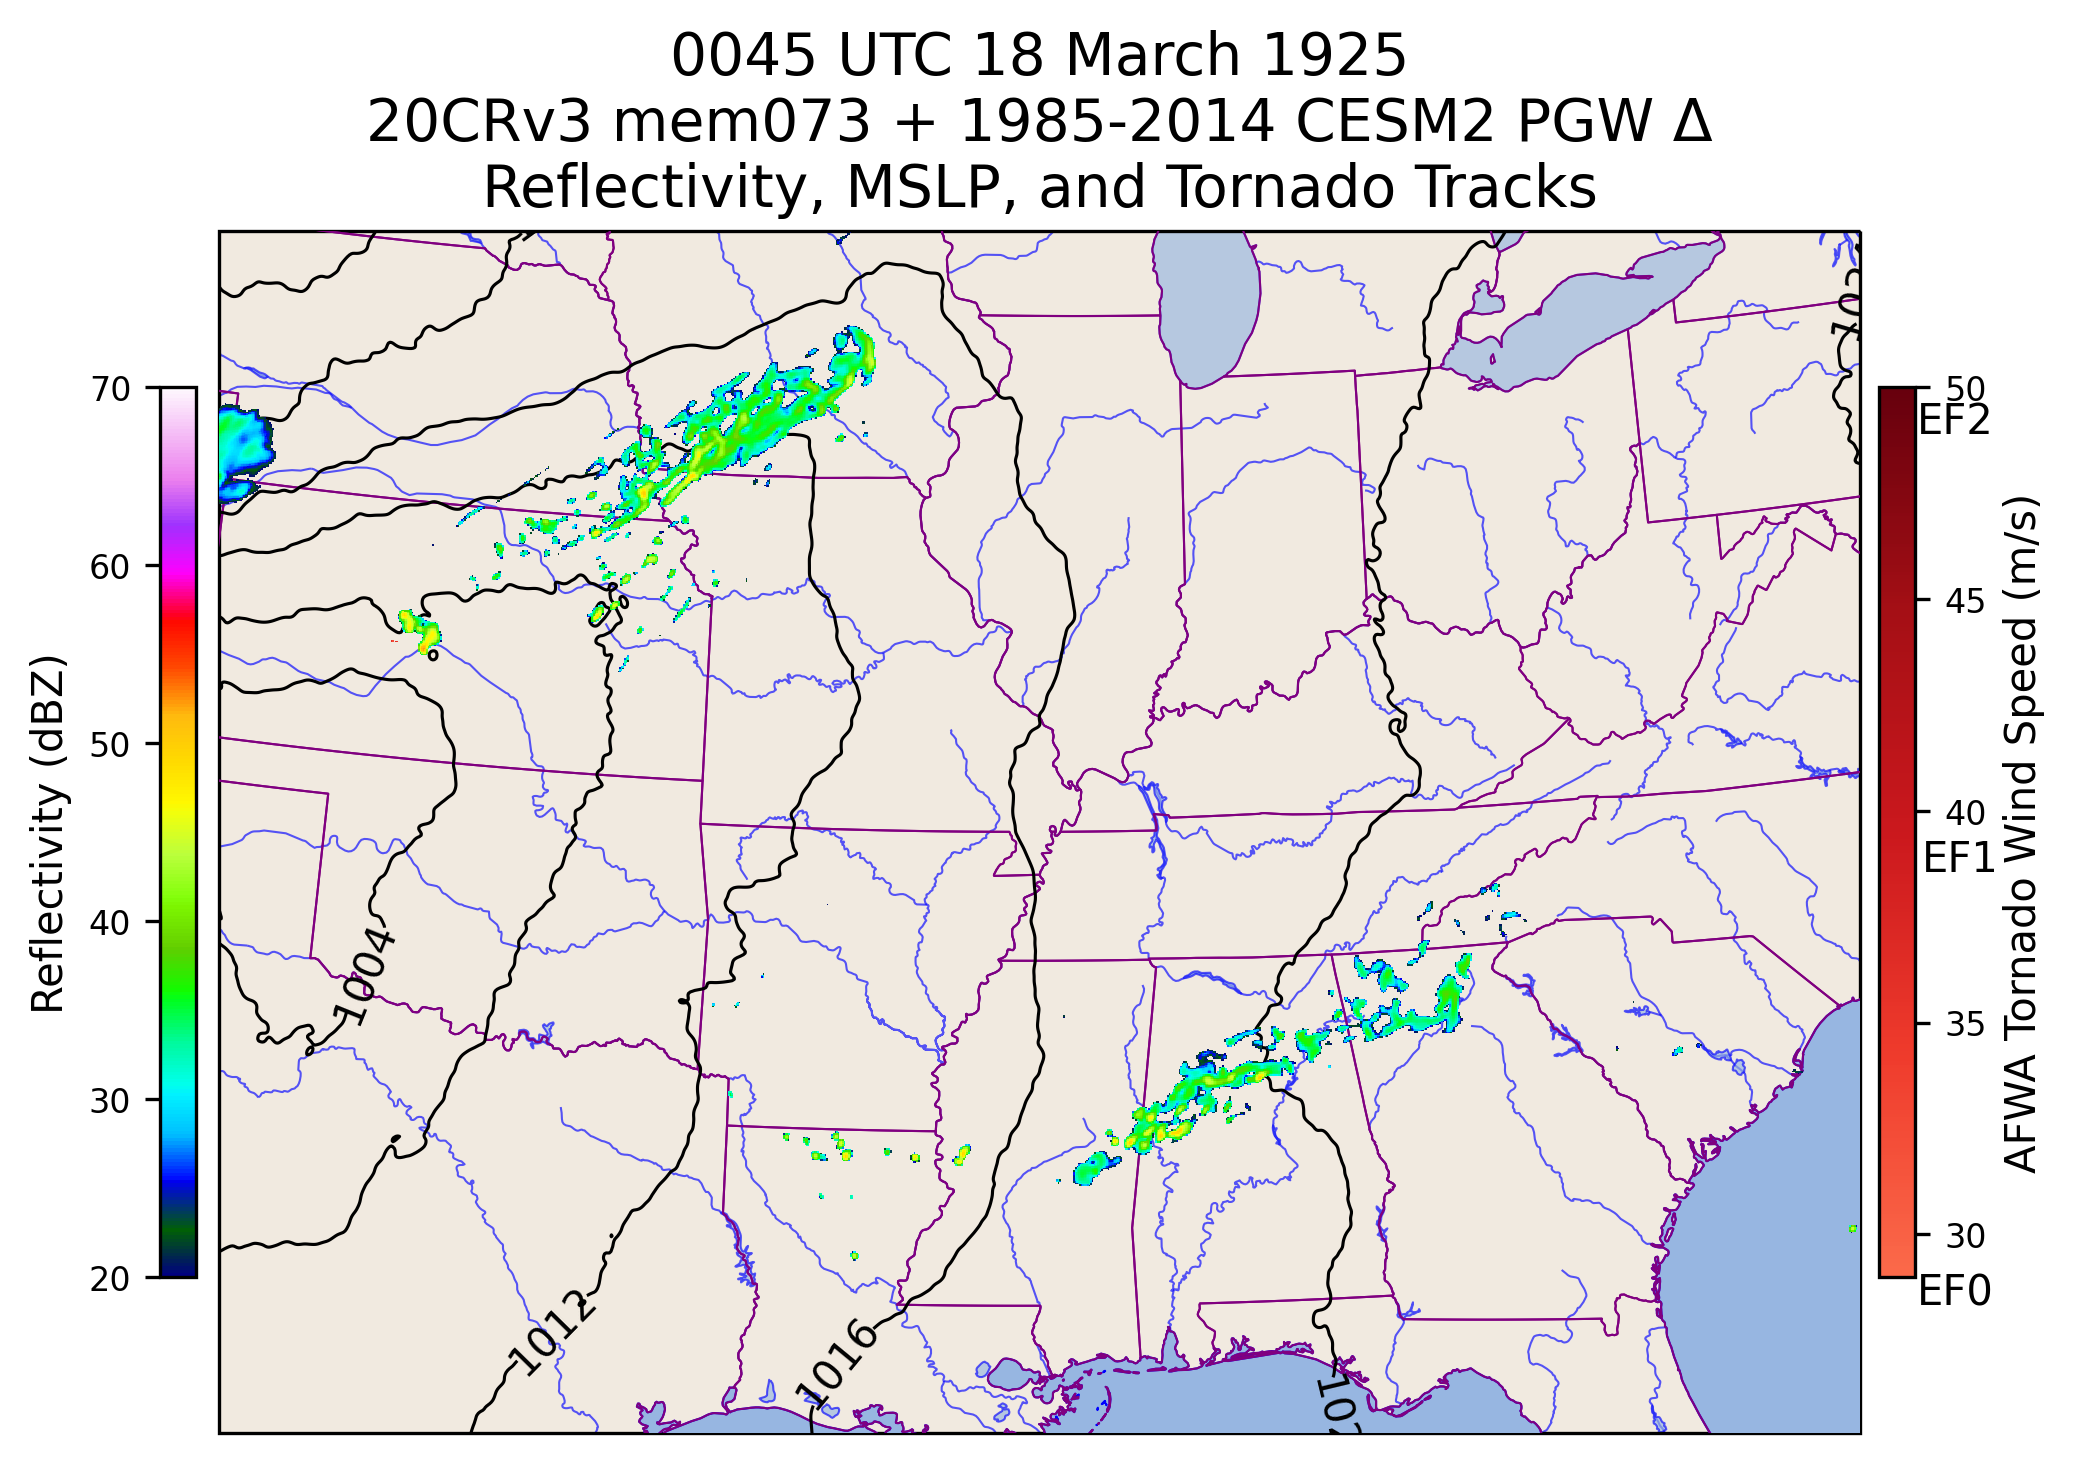 0045 UTC 18 March 1925
20CRv3 mem073 + 1985-2014 CESM2 PGW Δ
Reflectivity, MSLP, and Tornado Tracks
70
60
50
40
30
20
Reflectivity (dBZ)
1004
1012
1016
50
EF2
45
40
EF1
35
30
EF0
AFWA Tornado Wind Speed (m/s)